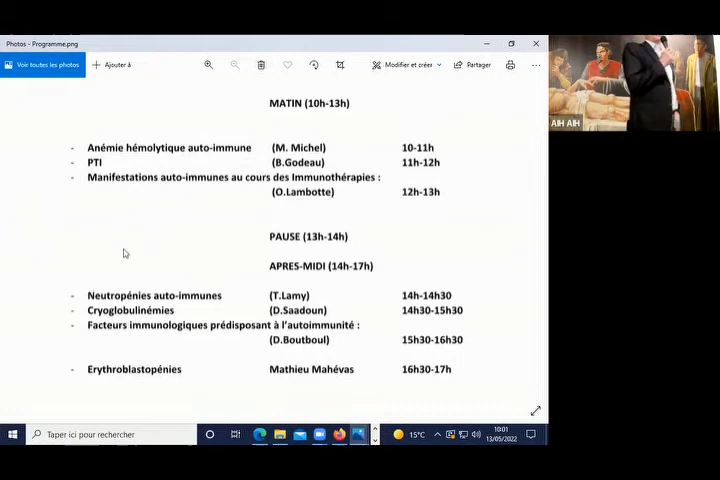 Photos - Programme.png
Voir toutes les photos
Ajouter à
Modifier et créer
Partager
MATIN (10h-13h)
- Anémie hémolytique auto-immune (M. Michel) 10-11h
- PTI (B.Godeau) 11h-12h
- Manifestations auto-immunes au cours des Immunothérapies :
(O.Lambotte) 12h-13h
PAUSE (13h-14h)
APRES-MIDI (14h-17h)
- Neutropénies auto-immunes (T.Lamy) 14h-14h30
- Cryoglobulinémies (D.Saadoun) 14h30-15h30
- Facteurs immunologiques prédisposant à l'autoimmunité :
(D.Boutboul) 15h30-16h30
- Erythroblastopénies Mathieu Mahévas 16h30-17h
Taper ici pour rechercher
15°C
10:01
13/05/2022
AIH AIH